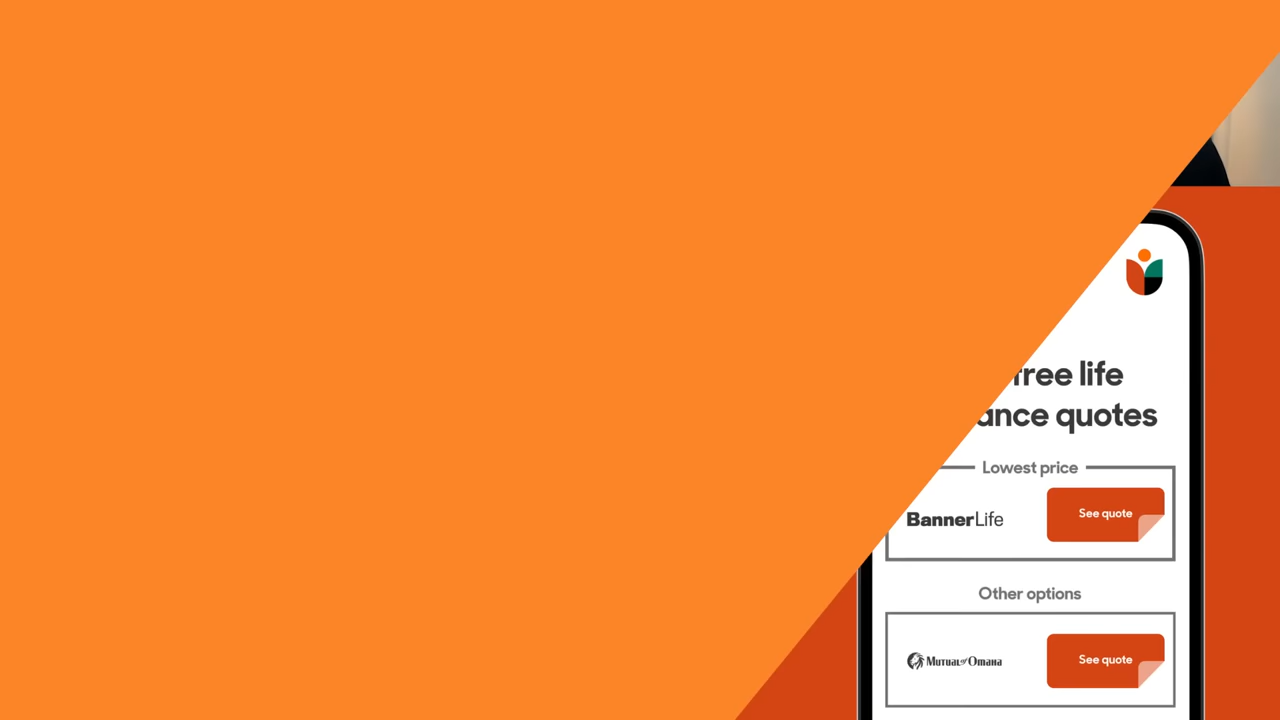 free life
ance quotes
Lowest price
BannerLife
See quote
Other options
Mutual of Omaha
See quote